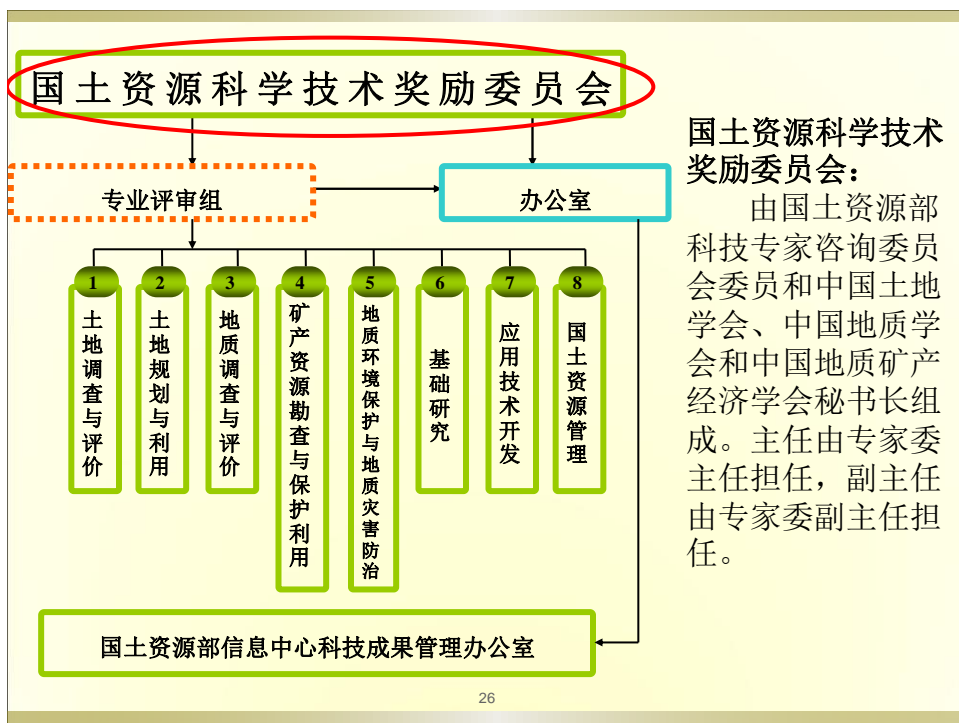 国土资源科学技术奖励委员会
专业评审组
办公室
1
土地调查与评价
2
土地规划与利用
3
地质调查与评价
4
矿产资源勘查与保护利用
5
地质环境保护与地质灾害防治
6
基础研究
7
应用技术开发
8
国土资源管理
国土资源部信息中心科技成果管理办公室
国土资源科学技术
奖励委员会：
由国土资源部
科技专家咨询委员
会委员和中国土地
学会、中国地质学
会和中国地质矿产
经济学会秘书长组
成。主任由专家委
主任担任，副主任
由专家委副主任担
任。
26